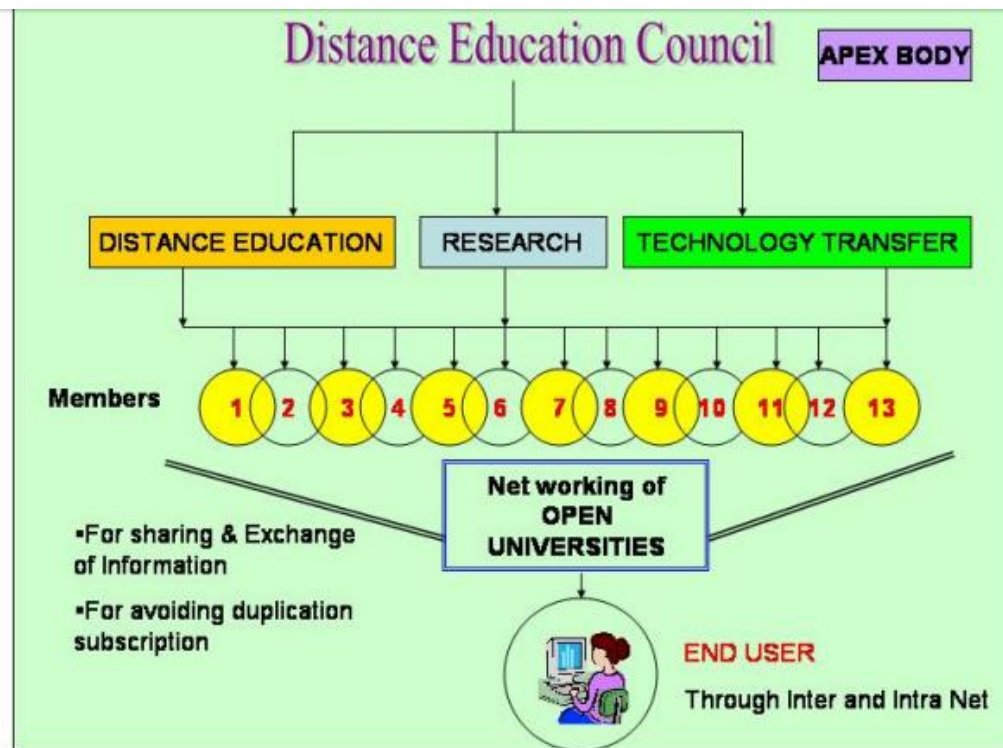 Distance Education Council
APEX BODY
DISTANCE EDUCATION
RESEARCH
TECHNOLOGY TRANSFER
Members
1 2 3 4 5 6 7 8 9 10 11 12 13
Net working of
OPEN
UNIVERSITIES
▪For sharing & Exchange
of Information
▪For avoiding duplication
subscription
END USER
Through Inter and Intra Net